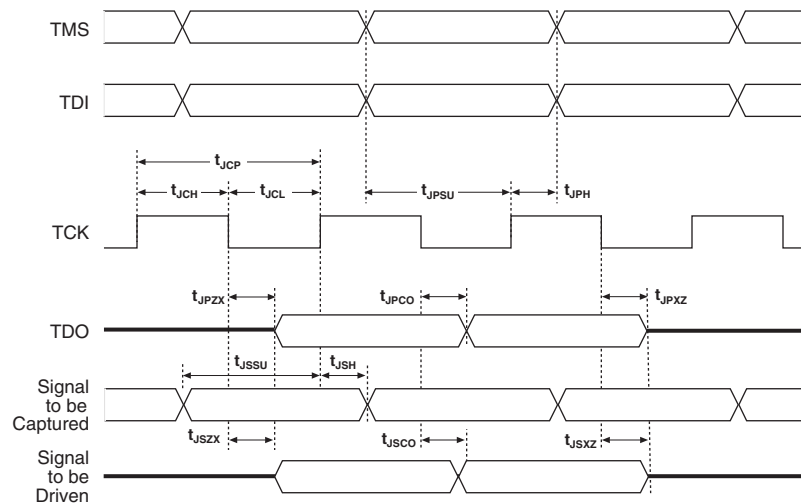 TMS
TDI
tJCP
tJCH
tJCL
tJPSU
tJPH
TCK
tJPZX
tJPCO
tJPXZ
TDO
tJSSU
tJSH
Signal
to be
Captured
tJSZX
tJSCO
tJSXZ
Signal
to be
Driven